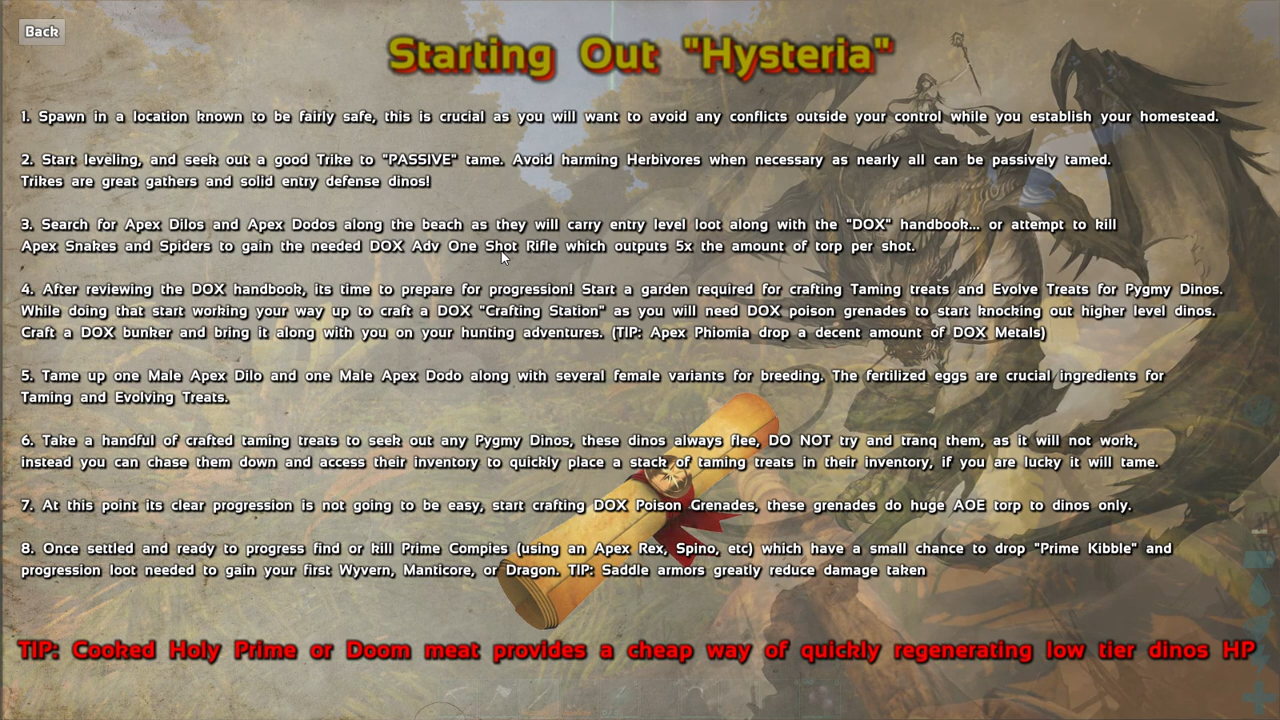 Back
Starting Out "Hysteria"
1. Spawn in a location known to be fairly safe, this is crucial as you will want to avoid any conflicts outside your control while you establish your homestead.
2. Start leveling, and seek out a good Trike to "PASSIVE" tame. Avoid harming Herbivores when necessary as nearly all can be passively tamed.
Trikes are great gathers and solid entry defense dinos!
3. Search for Apex Dilos and Apex Dodos along the beach as they will carry entry level loot along with the "DOX" handbook... or attempt to kill
Apex Snakes and Spiders to gain the needed DOX Adv One Shot Rifle which outputs 5x the amount of torp per shot.
4. After reviewing the DOX handbook, its time to prepare for progression! Start a garden required for crafting Taming treats and Evolve Treats for Pygmy Dinos.
While doing that start working your way up to craft a DOX "Crafting Station" as you will need DOX poison grenades to start knocking out higher level dinos.
Craft a DOX bunker and bring it along with you on your hunting adventures. (TIP: Apex Phiomia drop a decent amount of DOX Metals)
5. Tame up one Male Apex Dilo and one Male Apex Dodo along with several female variants for breeding. The fertilized eggs are crucial ingredients for
Taming and Evolving Treats.
6. Take a handful of crafted taming treats to seek out any Pygmy Dinos, these dinos always flee, DO NOT try and tranq them, as it will not work,
instead you can chase them down and access their inventory to quickly place a stack of taming treats in their inventory, if you are lucky it will tame.
7. At this point its clear progression is not going to be easy, start crafting DOX Poison Grenades, these grenades do huge AOE torp to dinos only.
8. Once settled and ready to progress find or kill Prime Compies (using an Apex Rex, Spino, etc) which have a small chance to drop "Prime Kibble" and
progression loot needed to gain your first Wyvern, Manticore, or Dragon. TIP: Saddle armors greatly reduce damage taken
TIP: Cooked Holy Prime or Doom meat provides a cheap way of quickly regenerating low tier dinos HP